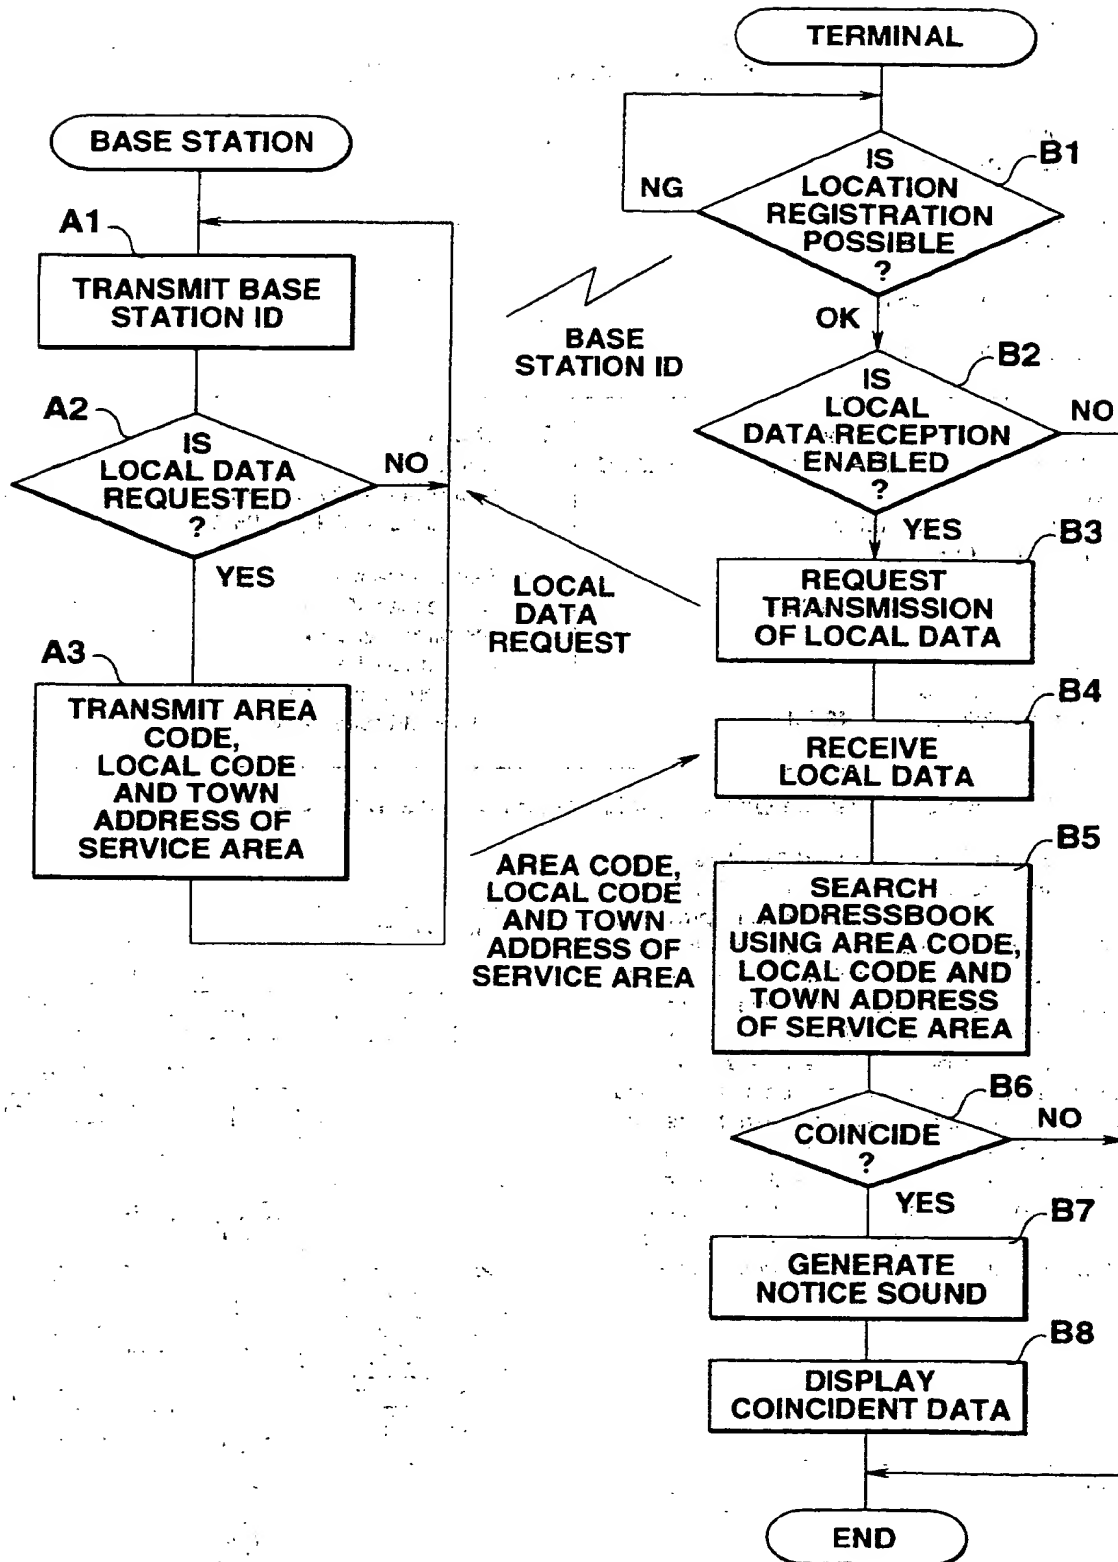 BASE STATION
A1
TRANSMIT BASE
STATION ID
A2
IS
LOCAL DATA
REQUESTED
?
NO
YES
A3
TRANSMIT AREA
CODE,
LOCAL CODE
AND TOWN
ADDRESS OF
SERVICE AREA
BASE
STATION ID
LOCAL
DATA
REQUEST
AREA CODE,
LOCAL CODE
AND TOWN
ADDRESS OF
SERVICE AREA
TERMINAL
B1
IS
LOCATION
REGISTRATION
POSSIBLE
?
NG
OK
B2
IS
LOCAL
DATA RECEPTION
ENABLED
?
NO
YES
B3
REQUEST
TRANSMISSION
OF LOCAL DATA
B4
RECEIVE
LOCAL DATA
B5
SEARCH
ADDRESSBOOK
USING AREA CODE,
LOCAL CODE AND
TOWN ADDRESS
OF SERVICE AREA
B6
COINCIDE
?
NO
YES
B7
GENERATE
NOTICE SOUND
B8
DISPLAY
COINCIDENT DATA
END